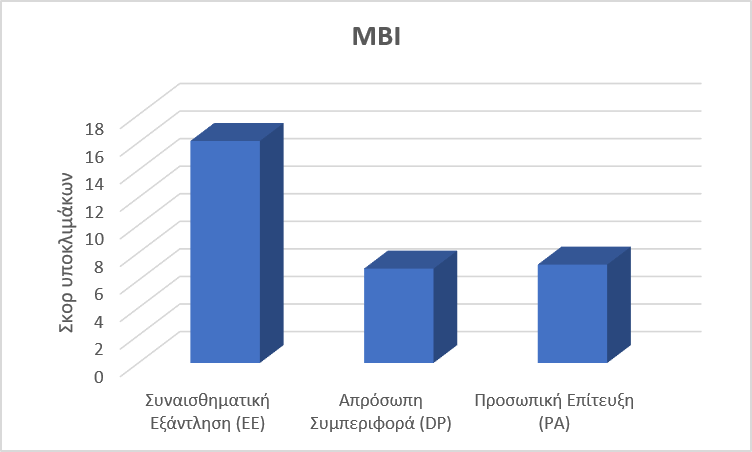 MBI
Σκορ υποκλιμάκων
18
16
14
12
10
8
6
4
2
0
Συναισθηματική
Εξάντληση (ΕΕ)
Απρόσωπη
Συμπεριφορά (DP)
Προσωπική Επίτευξη
(PA)